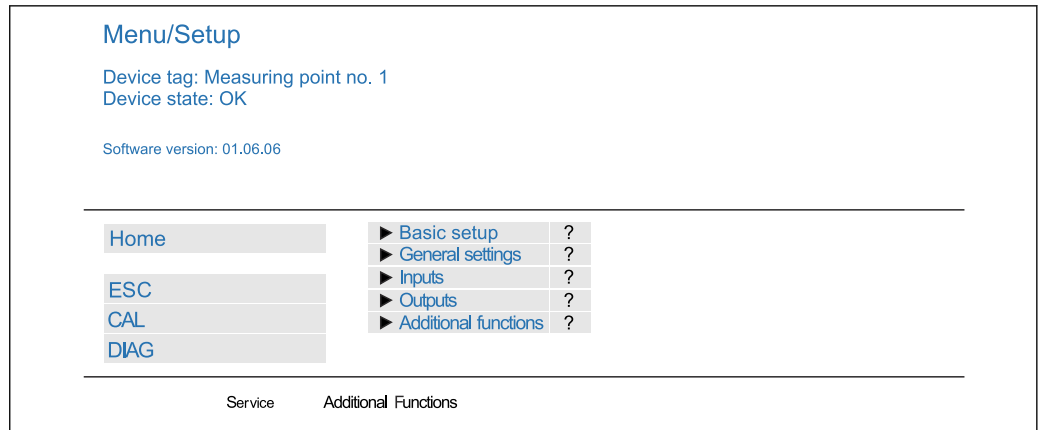 Menu/Setup
Device tag: Measuring point no. 1
Device state: OK
Software version: 01.06.06
Home
ESC
CAL
DIAG
► Basic setup ?
► General settings ?
► Inputs ?
► Outputs ?
► Additional functions ?
Service Additional Functions